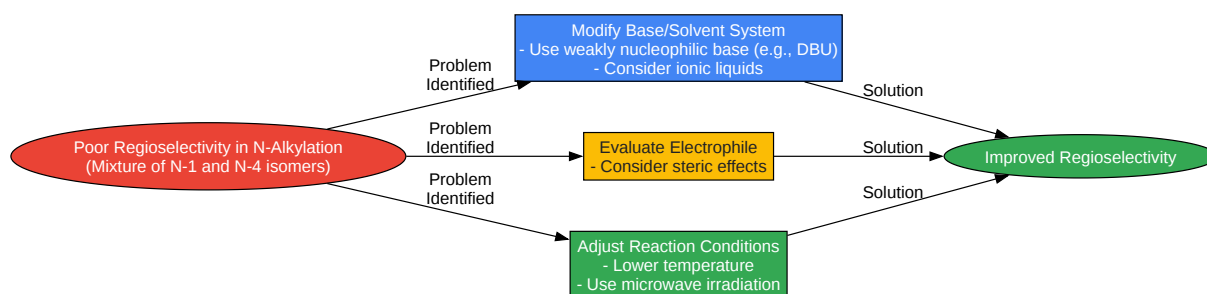 Poor Regioselectivity in N-Alkylation
(Mixture of N-1 and N-4 isomers)
Problem
Identified
Modify Base/Solvent System
- Use weakly nucleophilic base (e.g., DBU)
- Consider ionic liquids
Solution
Problem
Identified
Evaluate Electrophile
- Consider steric effects
Solution
Problem
Identified
Adjust Reaction Conditions
- Lower temperature
- Use microwave irradiation
Solution
Improved Regioselectivity